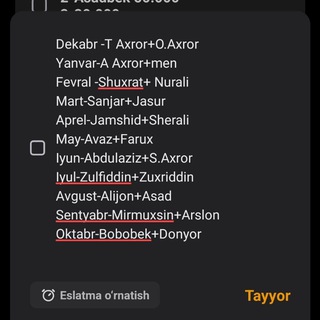 Dekabr -T Axror+O.Axror
Yanvar-A Axror+men
Fevral -Shuxrat+ Nurali
Mart-Sanjar+Jasur
Aprel-Jamshid+Sherali
May-Avaz+Farux
Iyun-Abdulaziz+S.Axror
Iyul-Zulfiddin+Zuxriddin
Avgust-Alijon+Asad
Sentyabr-Mirmuxsin+Arslon
Oktabr-Bobobek+Donyor
Eslatma o'rnatish
Tayyor